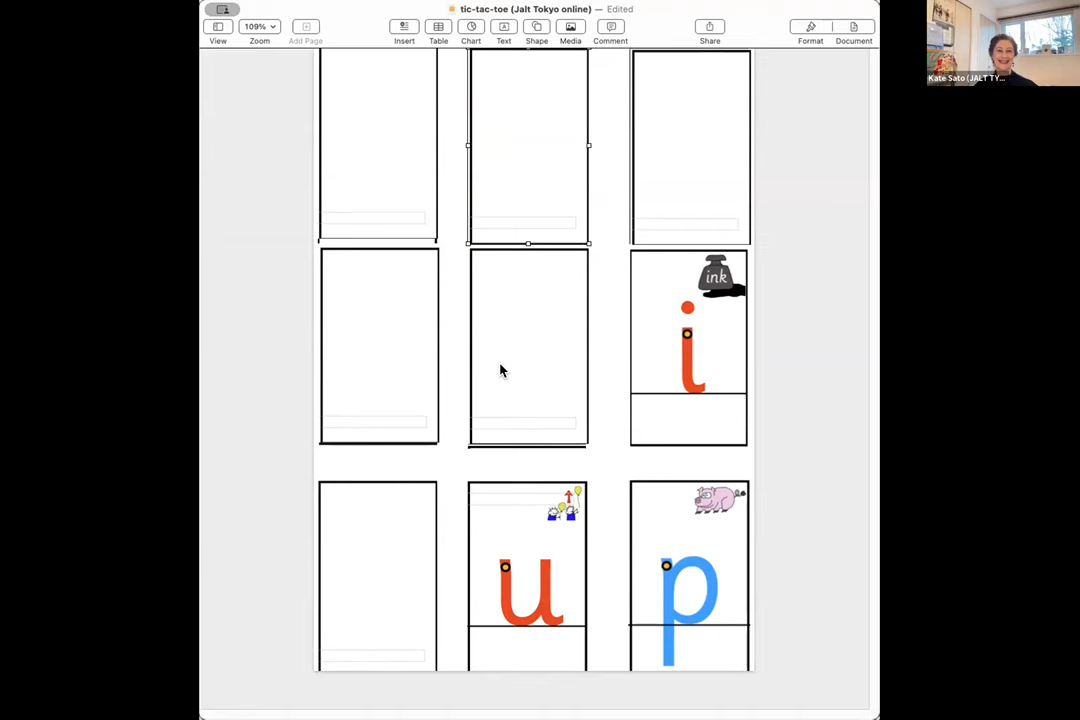 tic-tac-toe (Jalt Tokyo online) — Edited
109%
View
Zoom
Add Page
Insert
Table
Chart
Text
Shape
Media
Comment
Share
Format
Document
Kate Sato (JALT TY...
ink
i
u
p